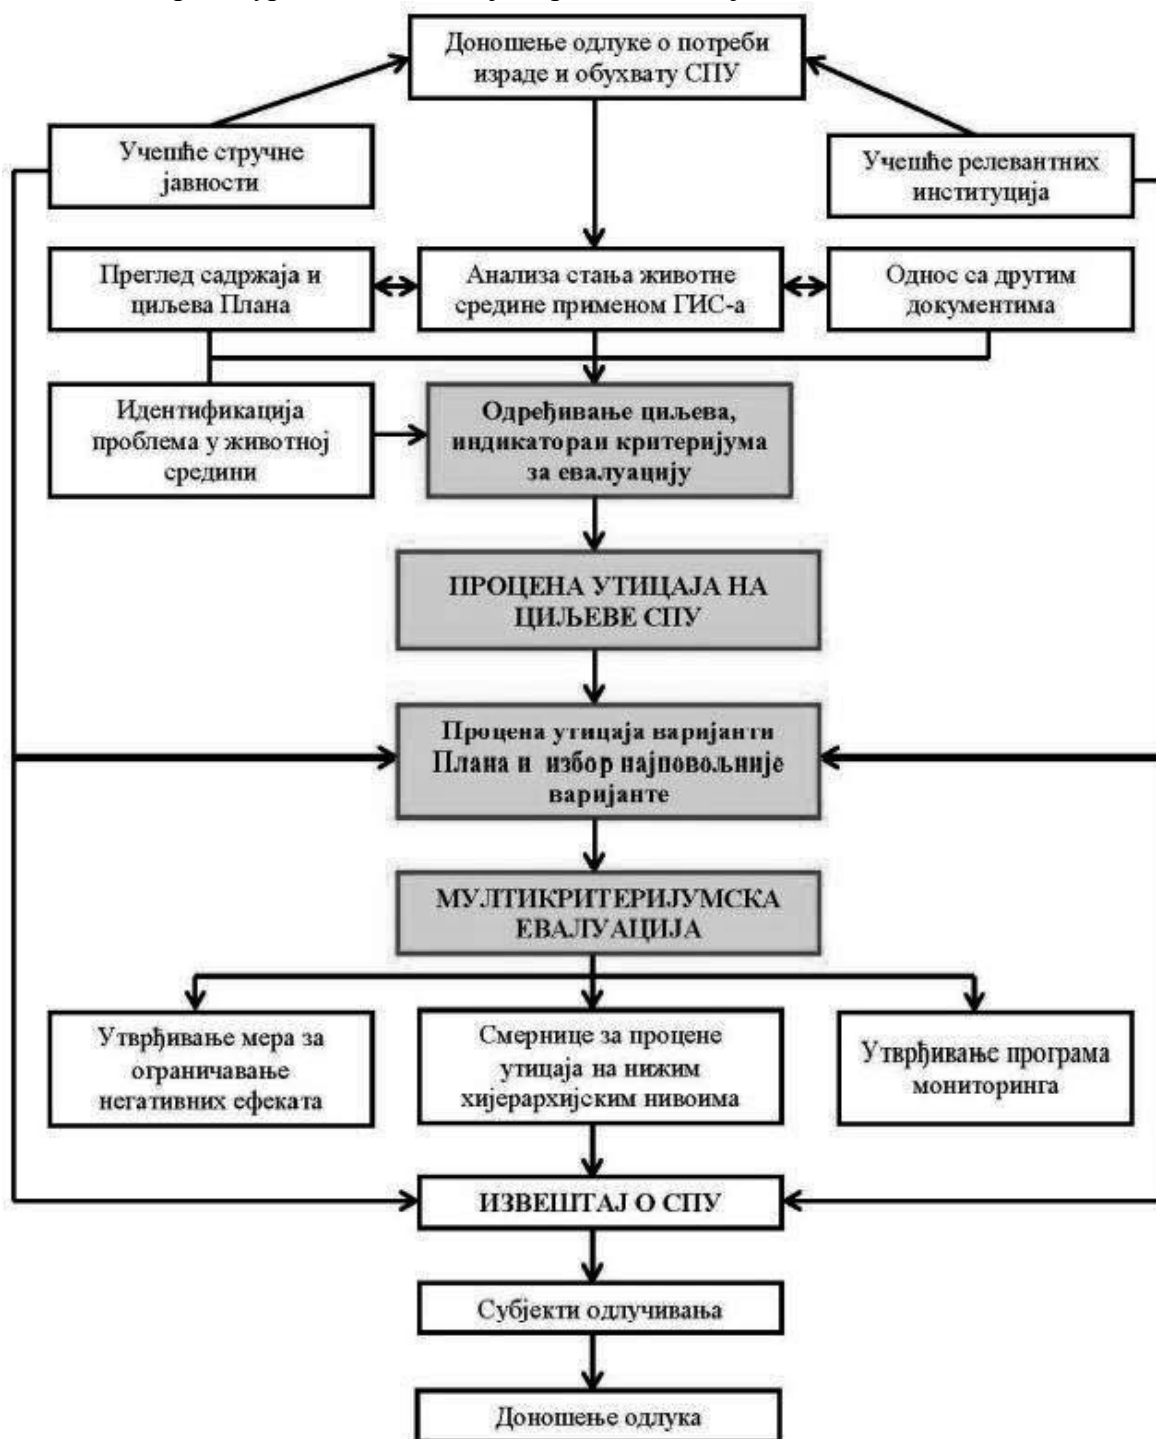 Доношење одлуке о потреби
израде и обухвату СПУ
Учешће стручне
јавности
Учешће релевантних
институција
Преглед садржаја и
циљева Плана
Анализа стања животне
средине применом ГИС-а
Однос са другим
документима
Идентификација
проблема у животној
средини
Одређивање циљева,
индикатораи критеријума
за евалуацију
ПРОЦЕНА УТИЦАЈА НА
ЦИЉЕВЕ СПУ
Процена утицаја варијанти
Плана и избор најповољније
варијанте
МУЛТИКРИТЕРИЈУМСКА
ЕВАЛУАЦИЈА
Утврђивање мера за
ограничавање
негативних ефеката
Смернице за процене
утицаја на нижим
хијерархијским нивоима
Утврђивање програма
мониторинга
ИЗВЕШТАЈ О СПУ
Субјекти одлучивања
Доношење одлука